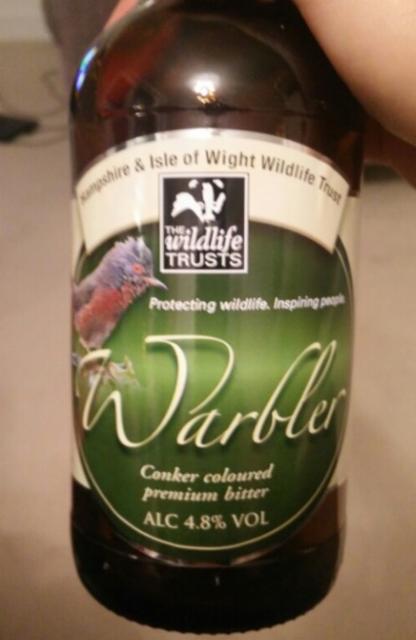 Hampshire & Isle of Wight Wildlife Trust
THE
wildlife
TRUSTS
Protecting wildlife. Inspiring people.
Warbler
Conker coloured
premium bitter
ALC 4.8% VOL